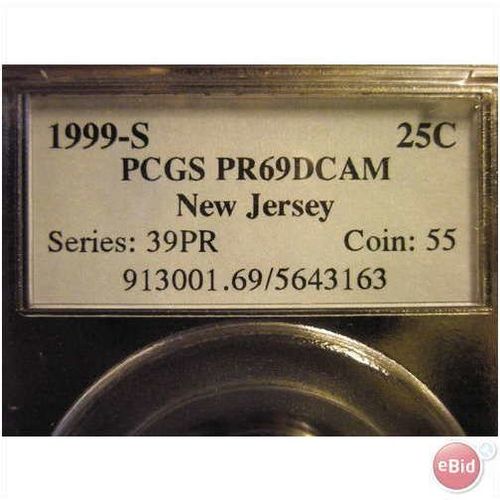 1999-S 25C
PCGS PR69DCAM
New Jersey
Series: 39PR Coin: 55
913001.69/5643163
eBid